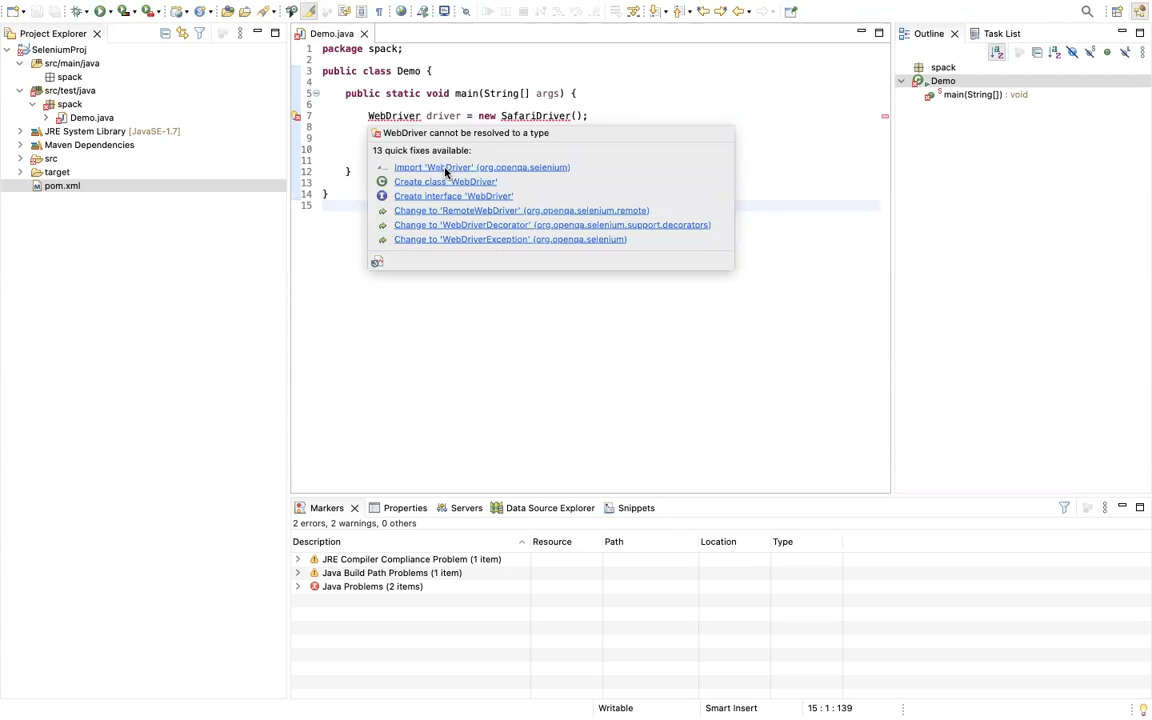 Project Explorer
SeleniumProj
src/main/java
spack
src/test/java
spack
Demo.java
JRE System Library [JavaSE-1.7]
Maven Dependencies
src
target
pom.xml
Demo.java
1 package spack;
2
3 public class Demo {
4
5 public static void main(String[] args) {
6
7 WebDriver driver = new SafariDriver();
8
9
10
11
12 }
13
14 }
15
WebDriver cannot be resolved to a type
13 quick fixes available:
Import 'WebDriver' (org.openqa.selenium)
Create class 'WebDriver'
Create interface 'WebDriver'
Change to 'RemoteWebDriver' (org.openqa.selenium.remote)
Change to 'WebDriverDecorator' (org.openqa.selenium.support.decorators)
Change to 'WebDriverException' (org.openqa.selenium)
Outline
Task List
spack
Demo
main(String[]) : void
Markers
Properties
Servers
Data Source Explorer
Snippets
2 errors, 2 warnings, 0 others
Description Resource Path Location Type
JRE Compiler Compliance Problem (1 item)
Java Build Path Problems (1 item)
Java Problems (2 items)
Writable Smart Insert 15 : 1 : 139